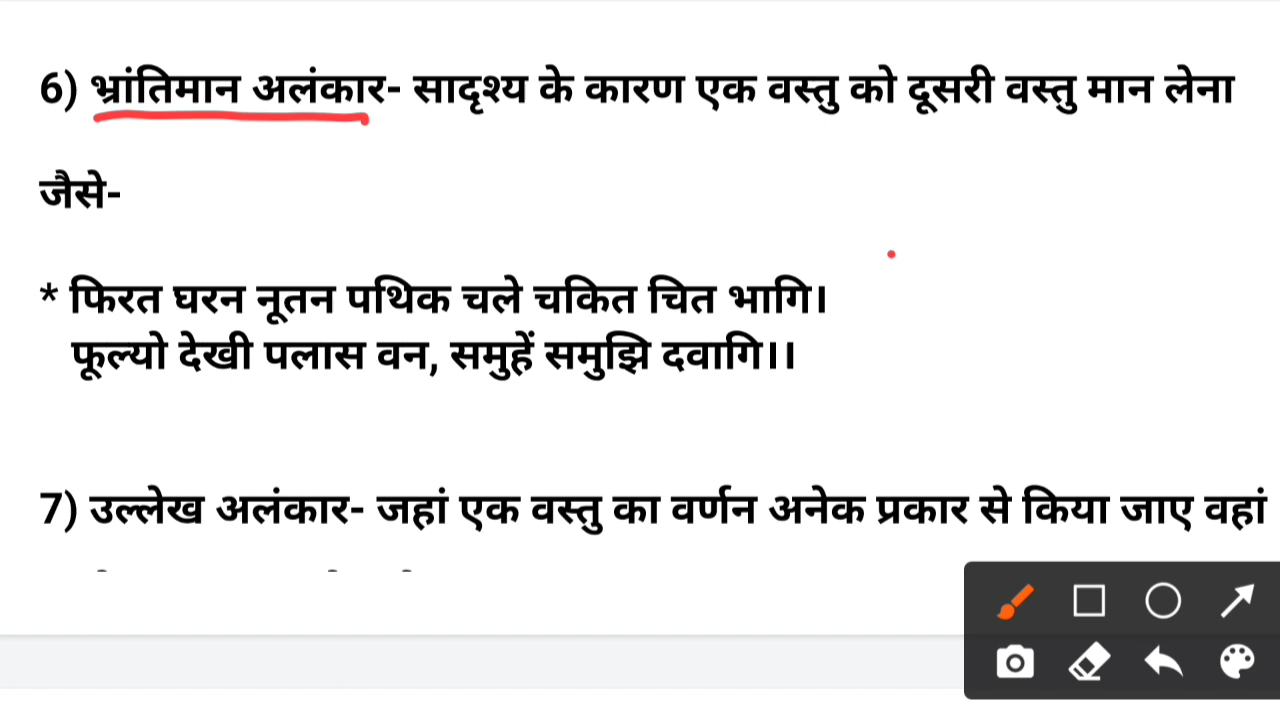 6) भ्रांतिमान अलंकार- सादृश्य के कारण एक वस्तु को दूसरी वस्तु मान लेना
जैसे-
* फिरत घरन नूतन पथिक चले चकित चित भागि।
फूल्यो देखी पलास वन, समुहें समुझि दवागि।।
7) उल्लेख अलंकार- जहां एक वस्तु का वर्णन अनेक प्रकार से किया जाए वहां